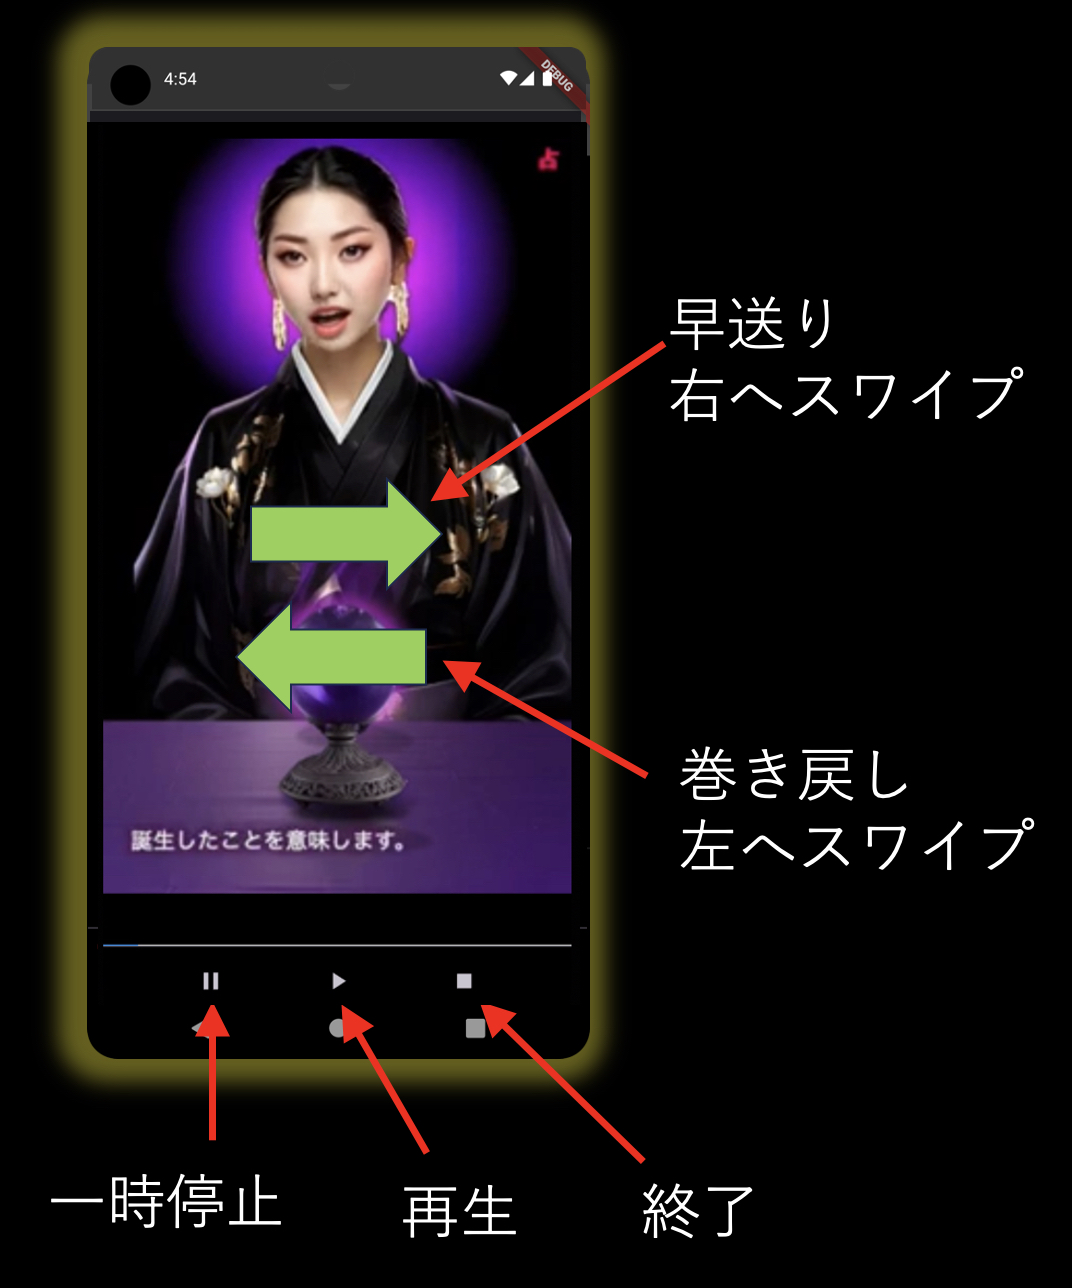 4:54
DEBUG
占
早送り
右へスワイプ
巻き戻し
左へスワイプ
誕生したことを意味します。
一時停止
再生
終了